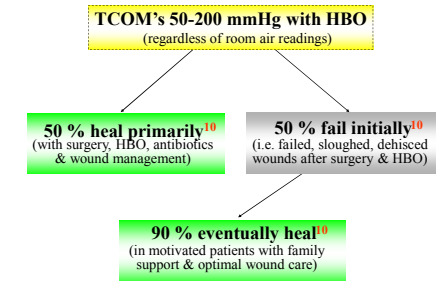 TCOM's 50-200 mmHg with HBO
(regardless of room air readings)
50 % heal primarily10
(with surgery, HBO, antibiotics
& wound management)
50 % fail initially10
(i.e. failed, sloughed, dehisced
wounds after surgery & HBO)
90 % eventually heal10
(in motivated patients with family
support & optimal wound care)